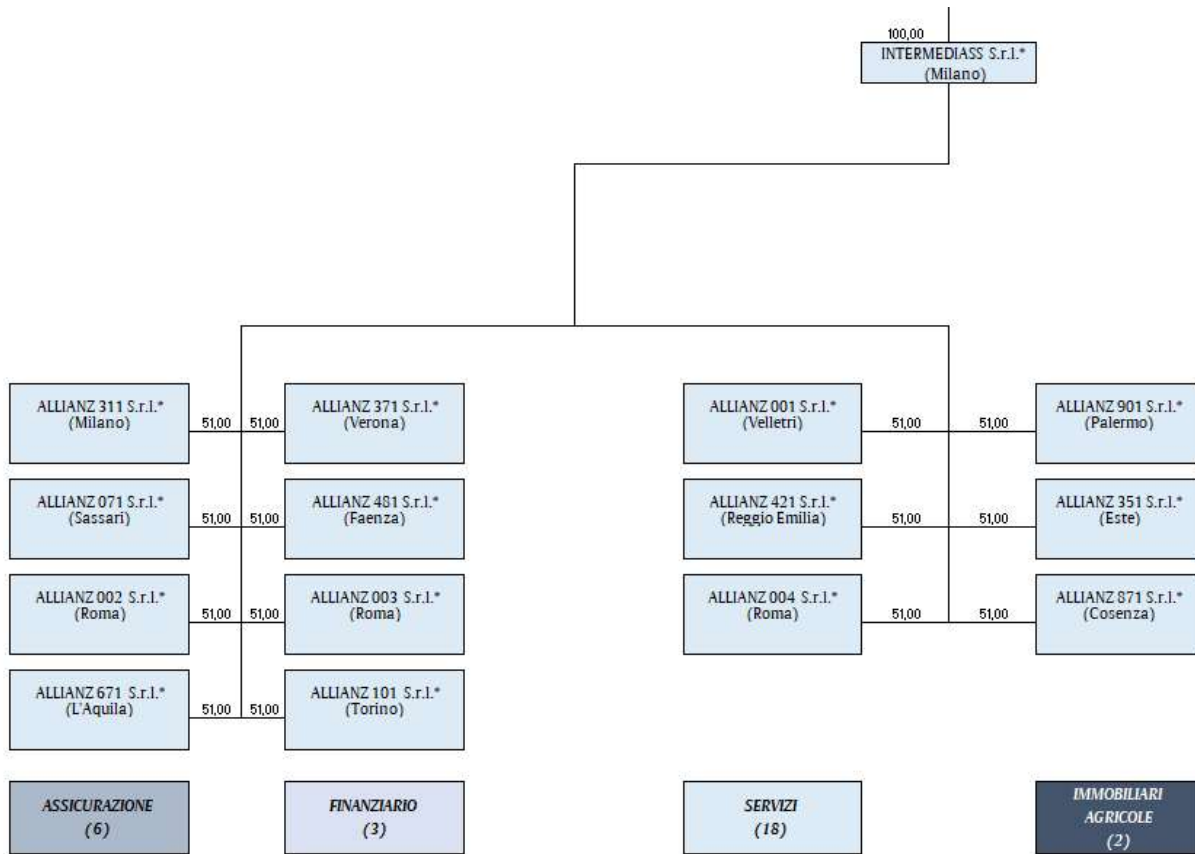 100,00
INTERMEDIASS S.r.l.*
(Milano)
ALLIANZ 311 S.r.l.*
(Milano)
51,00
51,00
ALLIANZ 371 S.r.l.*
(Verona)
ALLIANZ 001 S.r.l.*
(Velletri)
51,00
51,00
ALLIANZ 901 S.r.l.*
(Palermo)
ALLIANZ 071 S.r.l.*
(Sassari)
51,00
51,00
ALLIANZ 481 S.r.l.*
(Faenza)
ALLIANZ 421 S.r.l.*
(Reggio Emilia)
51,00
51,00
ALLIANZ 351 S.r.l.*
(Este)
ALLIANZ 002 S.r.l.*
(Roma)
51,00
51,00
ALLIANZ 003 S.r.l.*
(Roma)
ALLIANZ 004 S.r.l.*
(Roma)
51,00
51,00
ALLIANZ 871 S.r.l.*
(Cosenza)
ALLIANZ 671 S.r.l.*
(L'Aquila)
51,00
51,00
ALLIANZ 101 S.r.l.*
(Torino)
ASSICURAZIONE
(6)
FINANZIARIO
(3)
SERVIZI
(18)
IMMOBILIARI
AGRICOLE
(2)